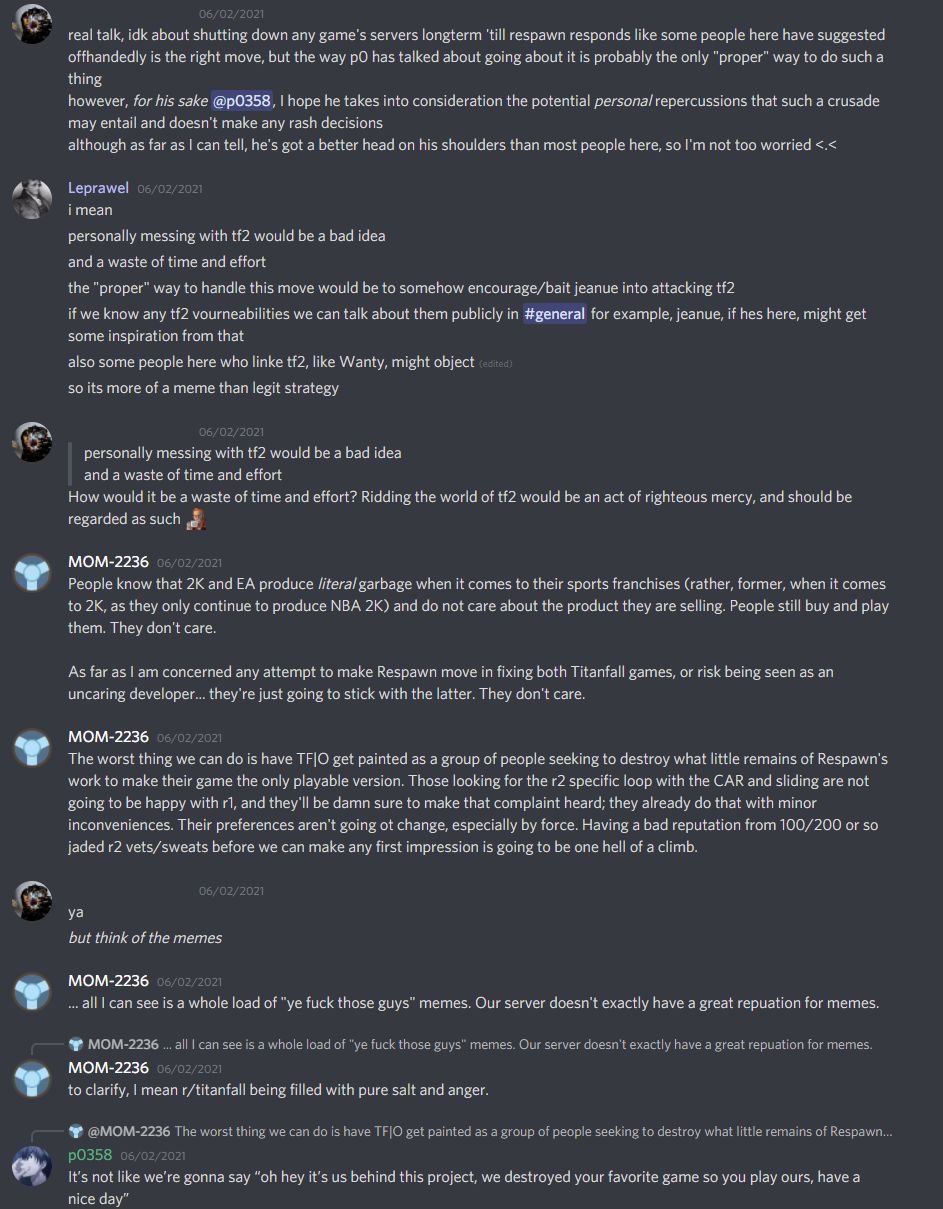 06/02/2021
real talk, idk about shutting down any game's servers longterm 'till respawn responds like some people here have suggested
offhandedly is the right move, but the way p0 has talked about going about it is probably the only "proper" way to do such a
thing
however, for his sake @p0358, I hope he takes into consideration the potential personal repercussions that such a crusade
may entail and doesn't make any rash decisions
although as far as I can tell, he's got a better head on his shoulders than most people here, so I'm not too worried <.<
Leprawel 06/02/2021
i mean
personally messing with tf2 would be a bad idea
and a waste of time and effort
the "proper" way to handle this move would be to somehow encourage/bait jeanue into attacking tf2
if we know any tf2 vourneabilities we can talk about them publicly in #general for example, jeanue, if hes here, might get
some inspiration from that
also some people here who linke tf2, like Wanty, might object (edited)
so its more of a meme than legit strategy
06/02/2021
personally messing with tf2 would be a bad idea
and a waste of time and effort
How would it be a waste of time and effort? Ridding the world of tf2 would be an act of righteous mercy, and should be
regarded as such
MOM-2236 06/02/2021
People know that 2K and EA produce literal garbage when it comes to their sports franchises (rather, former, when it comes
to 2K, as they only continue to produce NBA 2K) and do not care about the product they are selling. People still buy and play
them. They don't care.
As far as I am concerned any attempt to make Respawn move in fixing both Titanfall games, or risk being seen as an
uncaring developer... they're just going to stick with the latter. They don't care.
MOM-2236 06/02/2021
The worst thing we can do is have TF|O get painted as a group of people seeking to destroy what little remains of Respawn's
work to make their game the only playable version. Those looking for the r2 specific loop with the CAR and sliding are not
going to be happy with r1, and they'll be damn sure to make that complaint heard; they already do that with minor
inconveniences. Their preferences aren't going ot change, especially by force. Having a bad reputation from 100/200 or so
jaded r2 vets/sweats before we can make any first impression is going to be one hell of a climb.
06/02/2021
ya
but think of the memes
MOM-2236 06/02/2021
... all I can see is a whole load of "ye fuck those guys" memes. Our server doesn't exactly have a great repuation for memes.
MOM-2236 ... all I can see is a whole load of "ye fuck those guys" memes. Our server doesn't exactly have a great repuation for memes.
MOM-2236 06/02/2021
to clarify, I mean r/titanfall being filled with pure salt and anger.
@MOM-2236 The worst thing we can do is have TF|O get painted as a group of people seeking to destroy what little remains of Respawn...
p0358 06/02/2021
It's not like we're gonna say “oh hey it's us behind this project, we destroyed your favorite game so you play ours, have a
nice day”